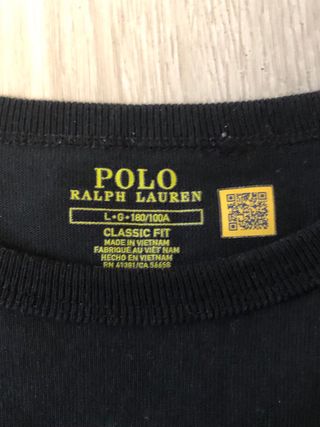 POLO
RALPH LAUREN
L•G•180/100A
CLASSIC FIT
MADE IN VIETNAM
FABRIQUÉ AU VIÊT NAM
HECHO EN VIETNAM
RN 41381/CA 56658